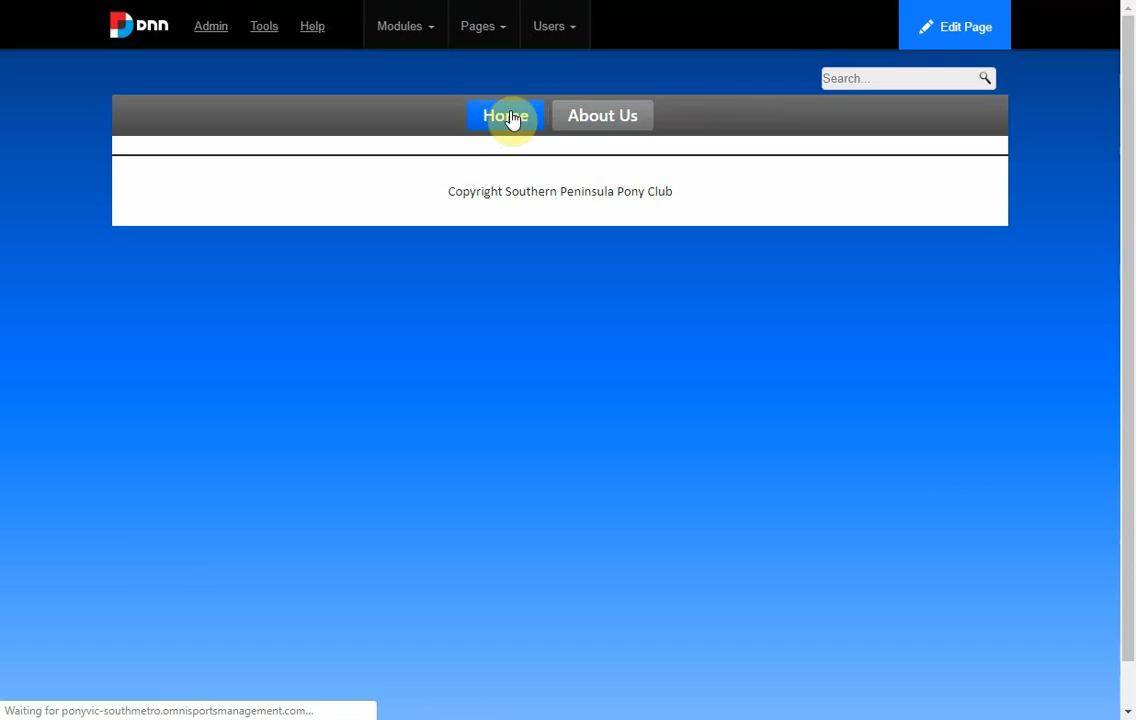 dnn Admin Tools Help Modules Pages Users Edit Page
Search...
Home About Us
Copyright Southern Peninsula Pony Club
Waiting for ponyvic-southmetro.omnisportsmanagement.com...